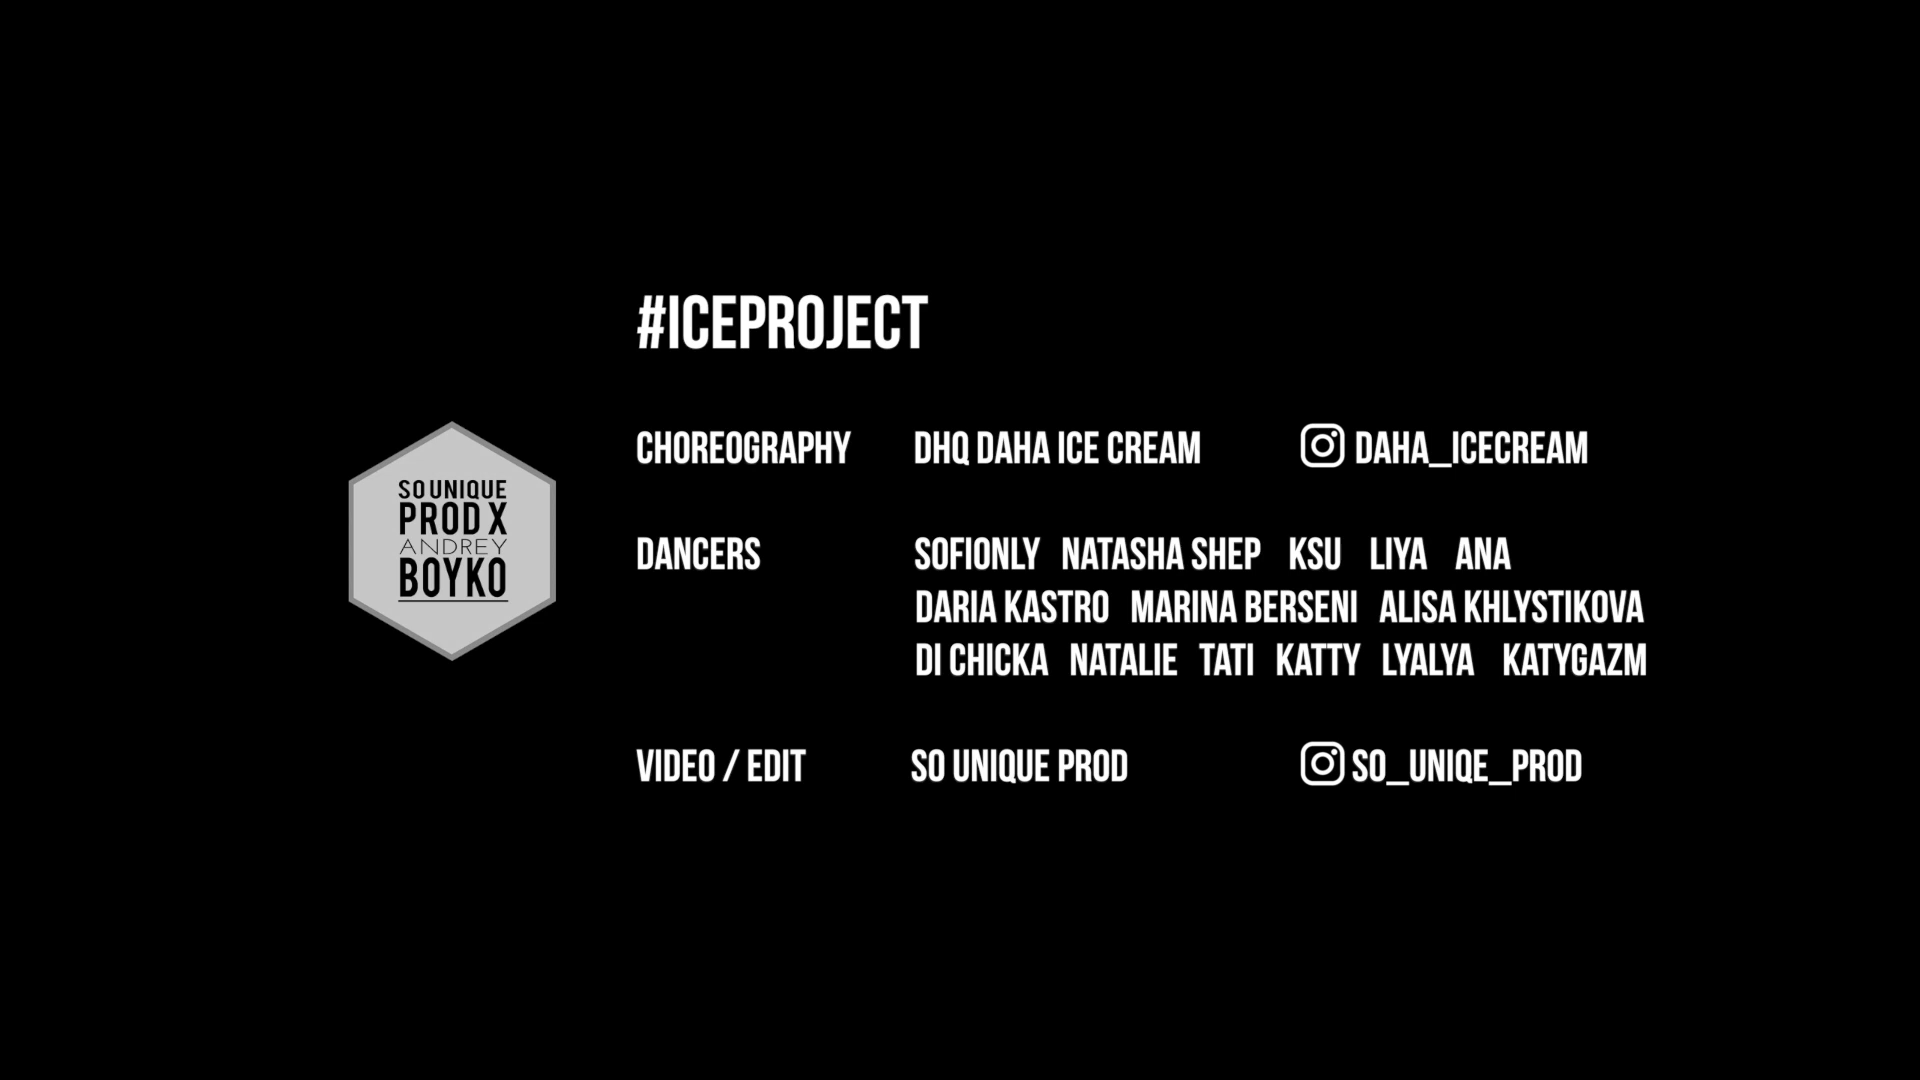 #ICEPROJECT
SO UNIQUE
PROD X
ANDREY
BOYKO
CHOREOGRAPHY DHQ DAHA ICE CREAM DAHA_ICECREAM
DANCERS SOFIONLY NATASHA SHEP KSU LIYA ANA
DARIA KASTRO MARINA BERSENI ALISA KHLYSTIKOVA
DI CHICKA NATALIE TATI KATTY LYALYA KATYGAZM
VIDEO / EDIT SO UNIQUE PROD SO_UNIQE_PROD